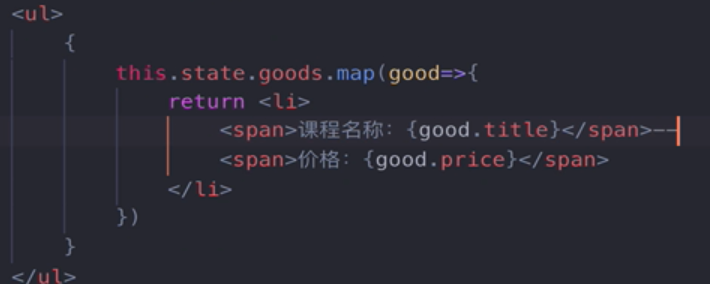 <ul>
{
this.state.goods.map(good=>{
return <li>
<span>课程名称：{good.title}</span>--
<span>价格：{good.price}</span>
</li>
})
}
</ul>